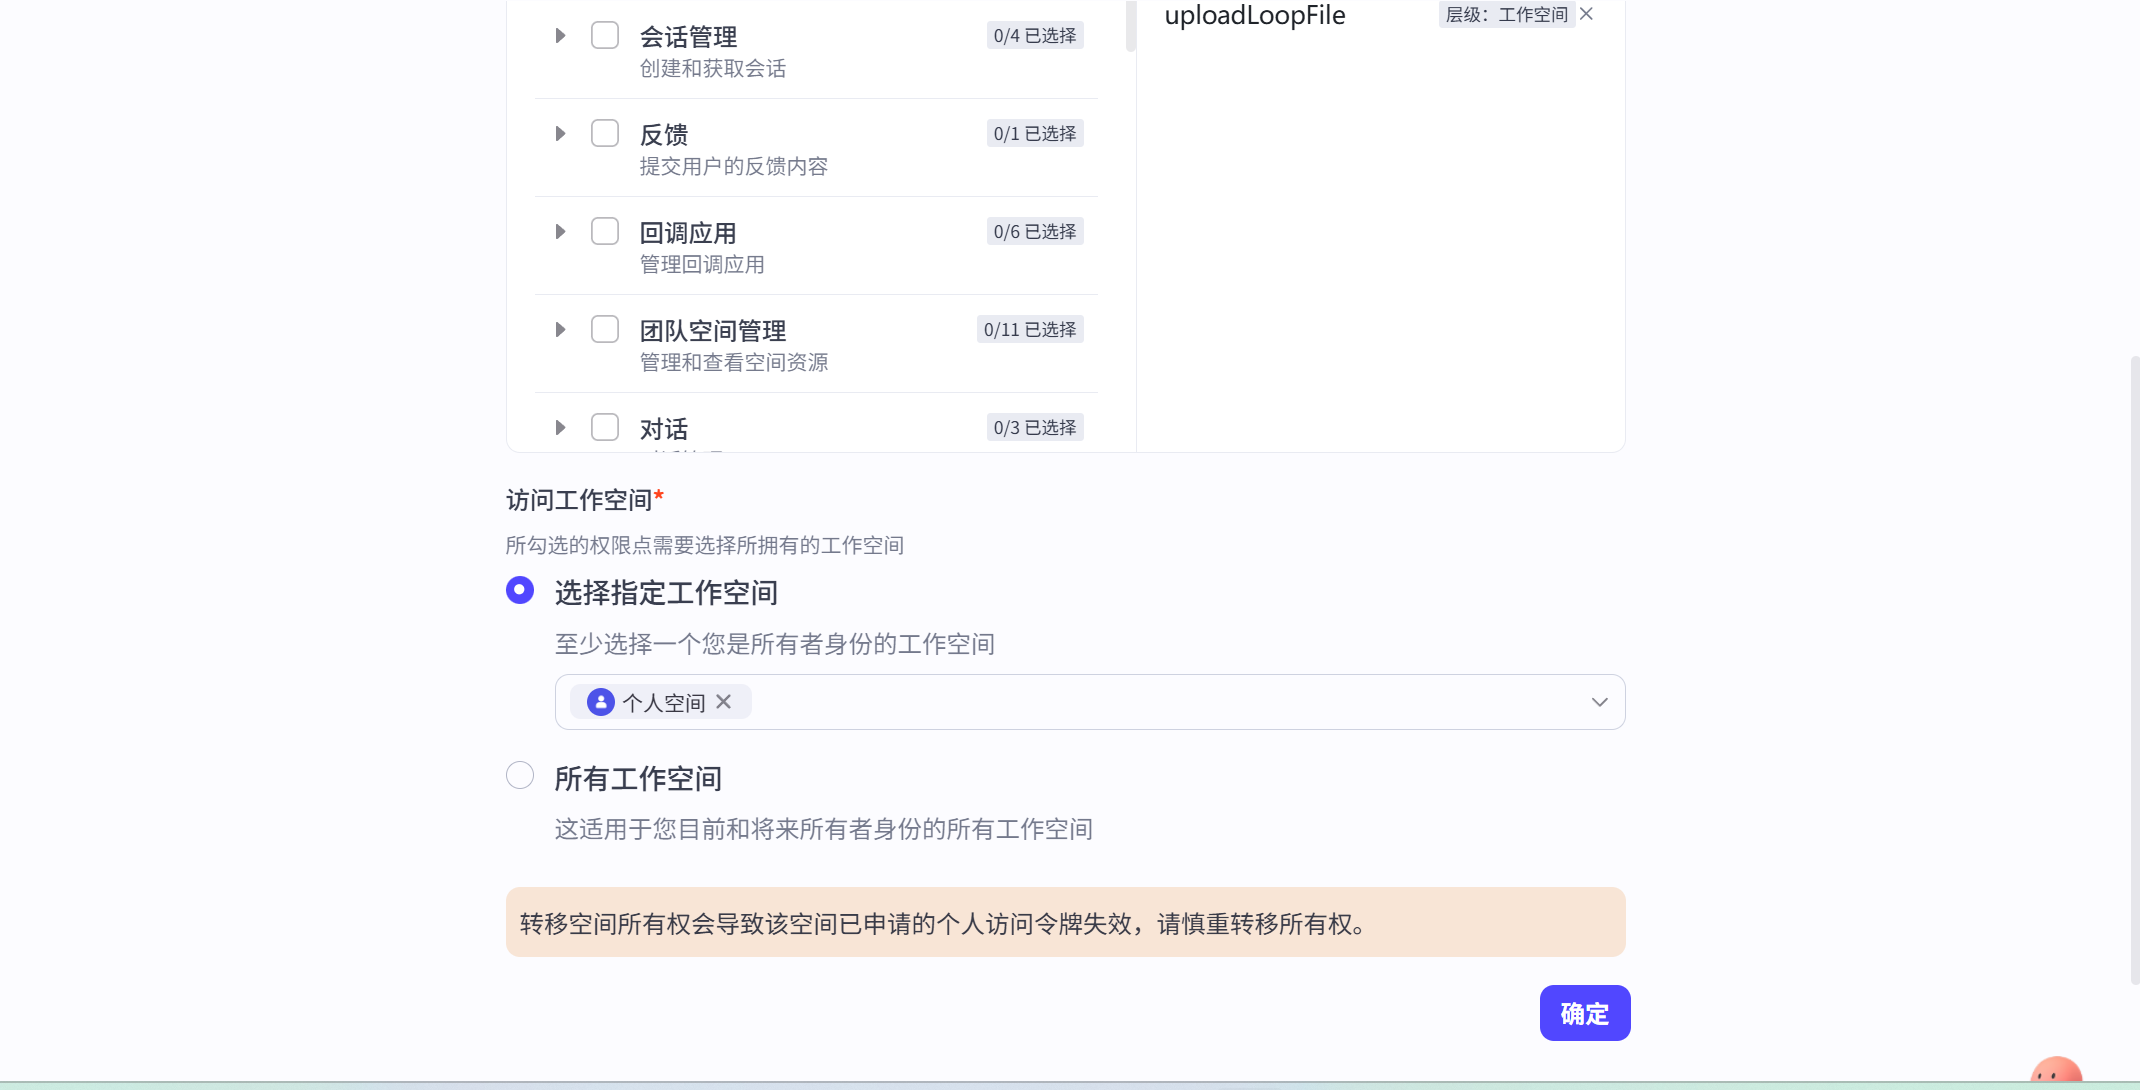 会话管理
0/4 已选择
创建和获取会话
反馈
0/1 已选择
提交用户的反馈内容
回调应用
0/6 已选择
管理回调应用
团队空间管理
0/11 已选择
管理和查看空间资源
对话
0/3 已选择
uploadLoopFile
层级：工作空间
访问工作空间*
所勾选的权限点需要选择所拥有的工作空间
选择指定工作空间
至少选择一个您是所有者身份的工作空间
个人空间
所有工作空间
这适用于您目前和将来所有者身份的所有工作空间
转移空间所有权会导致该空间已申请的个人访问令牌失效，请慎重转移所有权。
确定